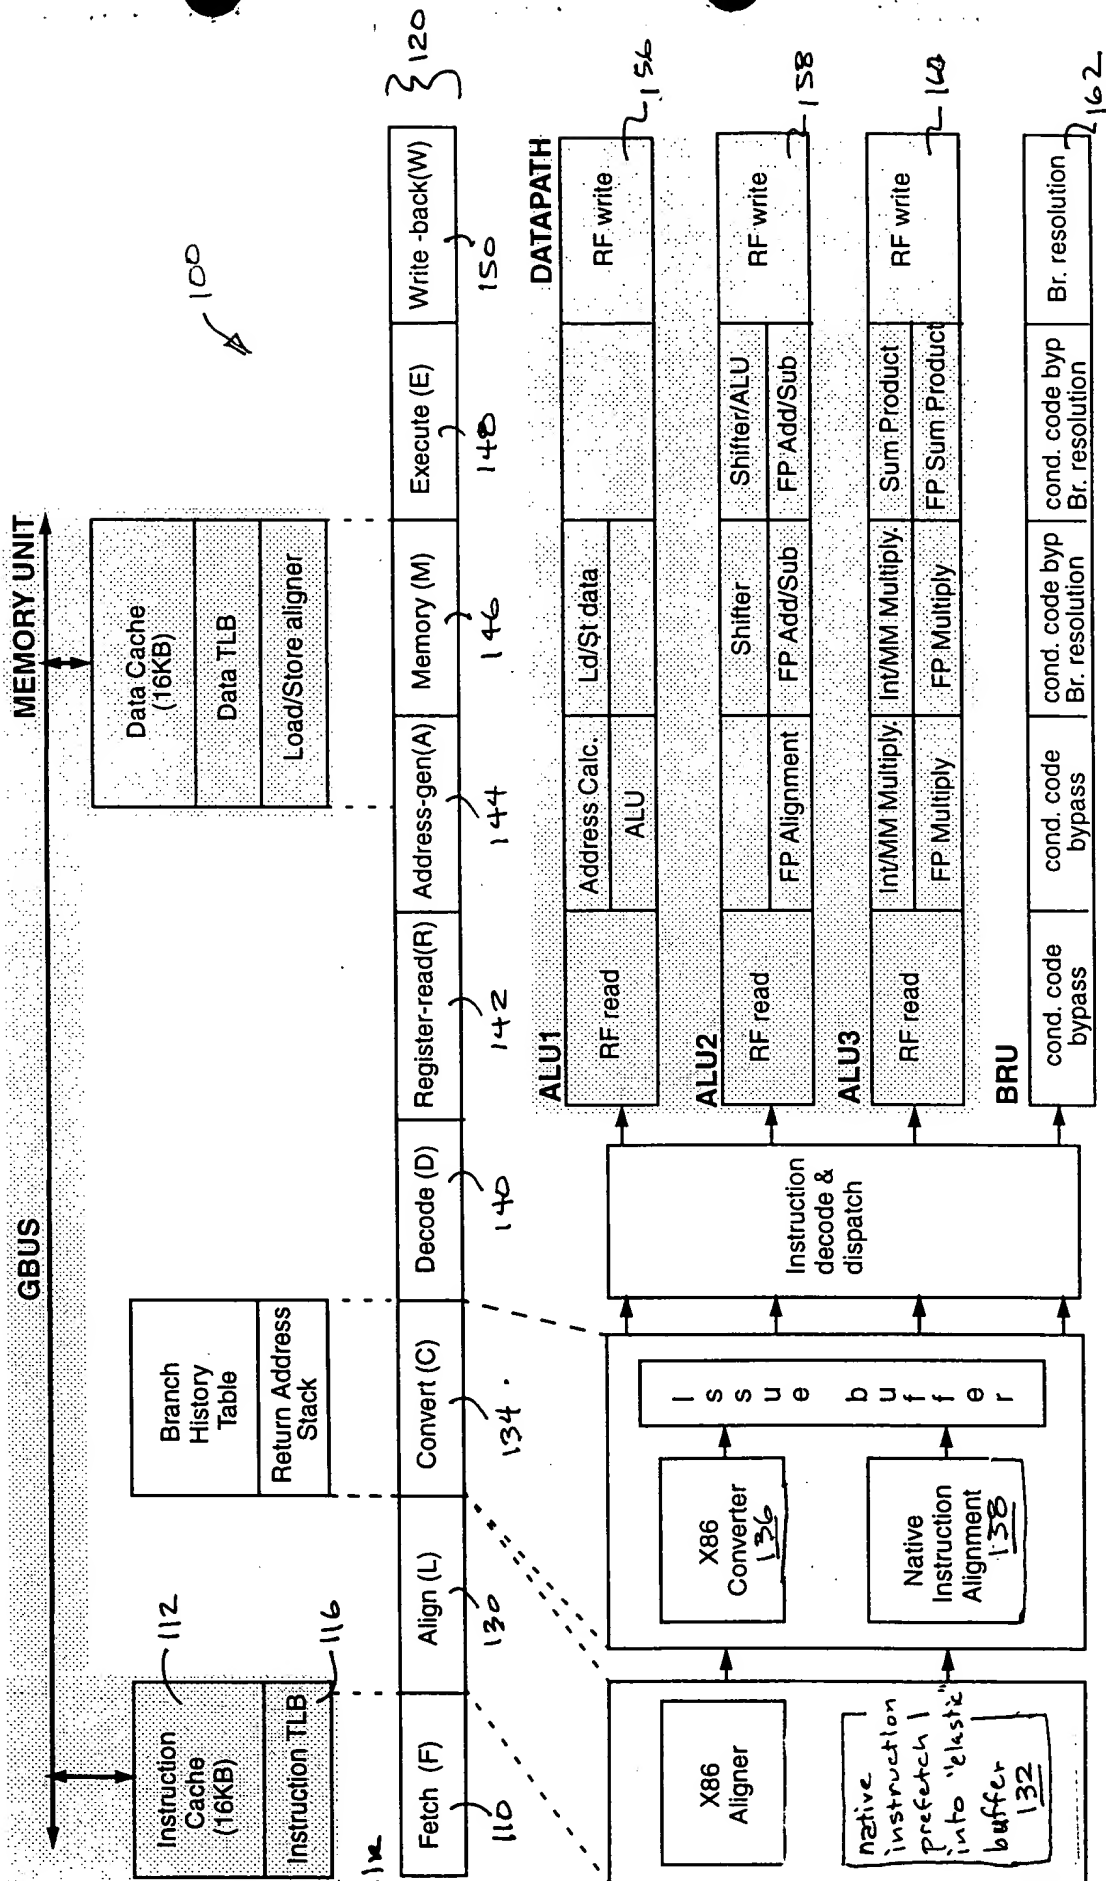 GBUS
MEMORY UNIT
Instruction
Cache
(16KB)
112
Instruction TLB
116
Branch
History
Table
Return Address
Stack
Data Cache
(16KB)
Data TLB
Load/Store aligner
100
Fetch (F)
Align (L)
Convert (C)
Decode (D)
Register-read(R)
Address-gen(A)
Memory (M)
Execute (E)
Write -back(W)
120
110
130
134
140
142
144
146
148
150
X86
Aligner
native
instruction
prefetch
into "elastic"
buffer
132
X86
Converter
136
Native
Instruction
Alignment
138
Issue buffer
Instruction
decode &
dispatch
DATAPATH
ALU1
RF read
Address Calc.
ALU
Ld/St data
RF write
156
ALU2
RF read
FP Alignment
Shifter
FP Add/Sub
Shifter/ALU
FP Add/Sub
RF write
158
ALU3
RF read
Int/MM Multiply.
FP Multiply
Int/MM Multiply.
FP Multiply
Sum Product
FP Sum Product
RF write
160
BRU
cond. code
bypass
cond. code
bypass
cond. code byp
Br. resolution
cond. code byp
Br. resolution
Br. resolution
162